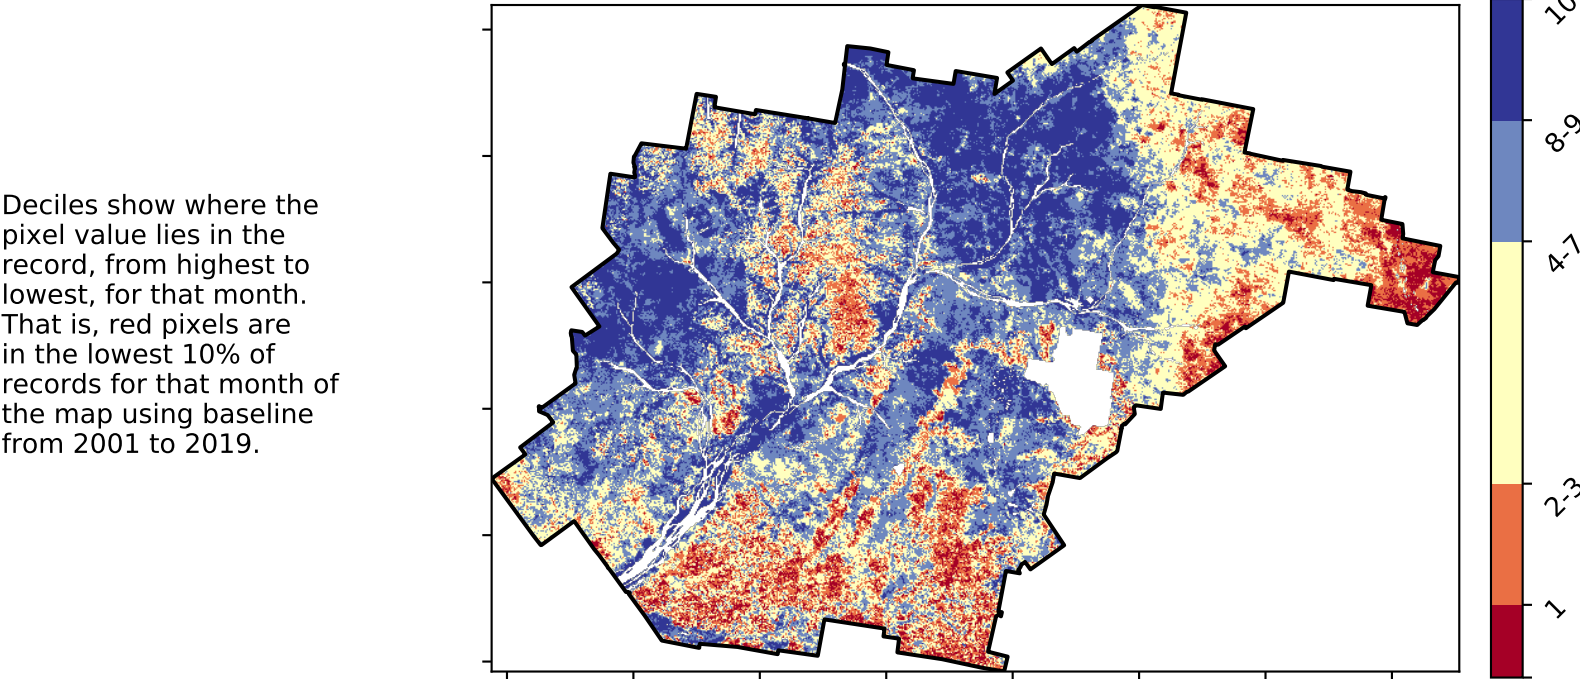 Deciles show where the
pixel value lies in the
record, from highest to
lowest, for that month.
That is, red pixels are
in the lowest 10% of
records for that month of
the map using baseline
from 2001 to 2019.
10
8-9
4-7
2-3
1